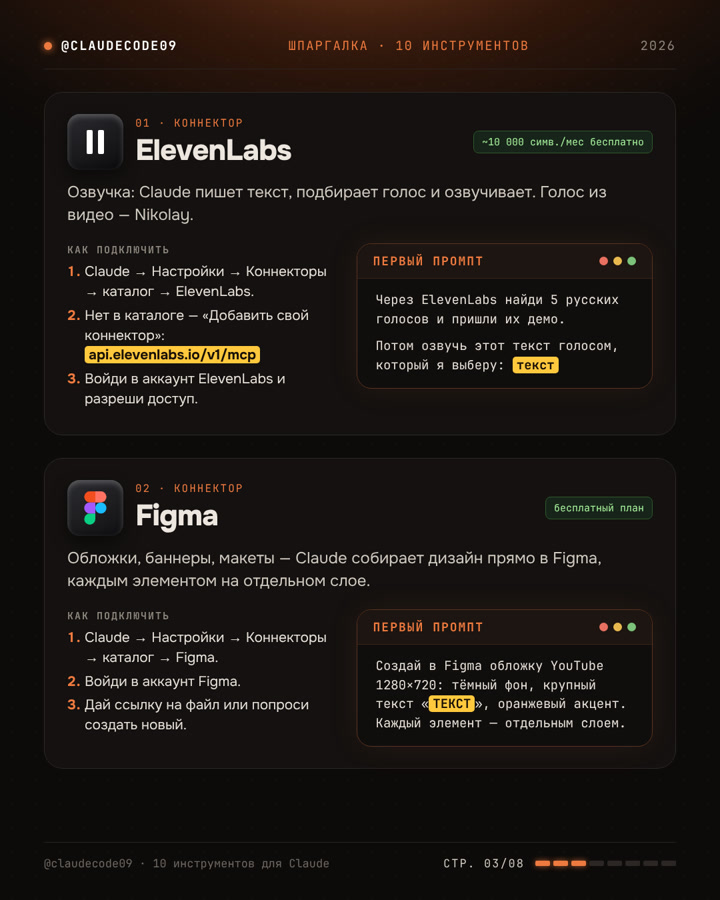 @CLAUDECODE09
ШПАРГАЛКА · 10 ИНСТРУМЕНТОВ
2026
01 · КОННЕКТОР
ElevenLabs
~10 000 симв./мес бесплатно
Озвучка: Claude пишет текст, подбирает голос и озвучивает. Голос из
видео — Nikolay.
КАК ПОДКЛЮЧИТЬ
1. Claude → Настройки → Коннекторы
→ каталог → ElevenLabs.
2. Нет в каталоге — «Добавить свой
коннектор»:
api.elevenlabs.io/v1/mcp
3. Войди в аккаунт ElevenLabs и
разреши доступ.
ПЕРВЫЙ ПРОМПТ
Через ElevenLabs найди 5 русских
голосов и пришли их демо.
Потом озвучь этот текст голосом,
который я выберу: текст
02 · КОННЕКТОР
Figma
бесплатный план
Обложки, баннеры, макеты — Claude собирает дизайн прямо в Figma,
каждым элементом на отдельном слое.
КАК ПОДКЛЮЧИТЬ
1. Claude → Настройки → Коннекторы
→ каталог → Figma.
2. Войди в аккаунт Figma.
3. Дай ссылку на файл или попроси
создать новый.
ПЕРВЫЙ ПРОМПТ
Создай в Figma обложку YouTube
1280×720: тёмный фон, крупный
текст «ТЕКСТ», оранжевый акцент.
Каждый элемент — отдельным слоем.
@claudecode09 · 10 инструментов для Claude
СТР. 03/08